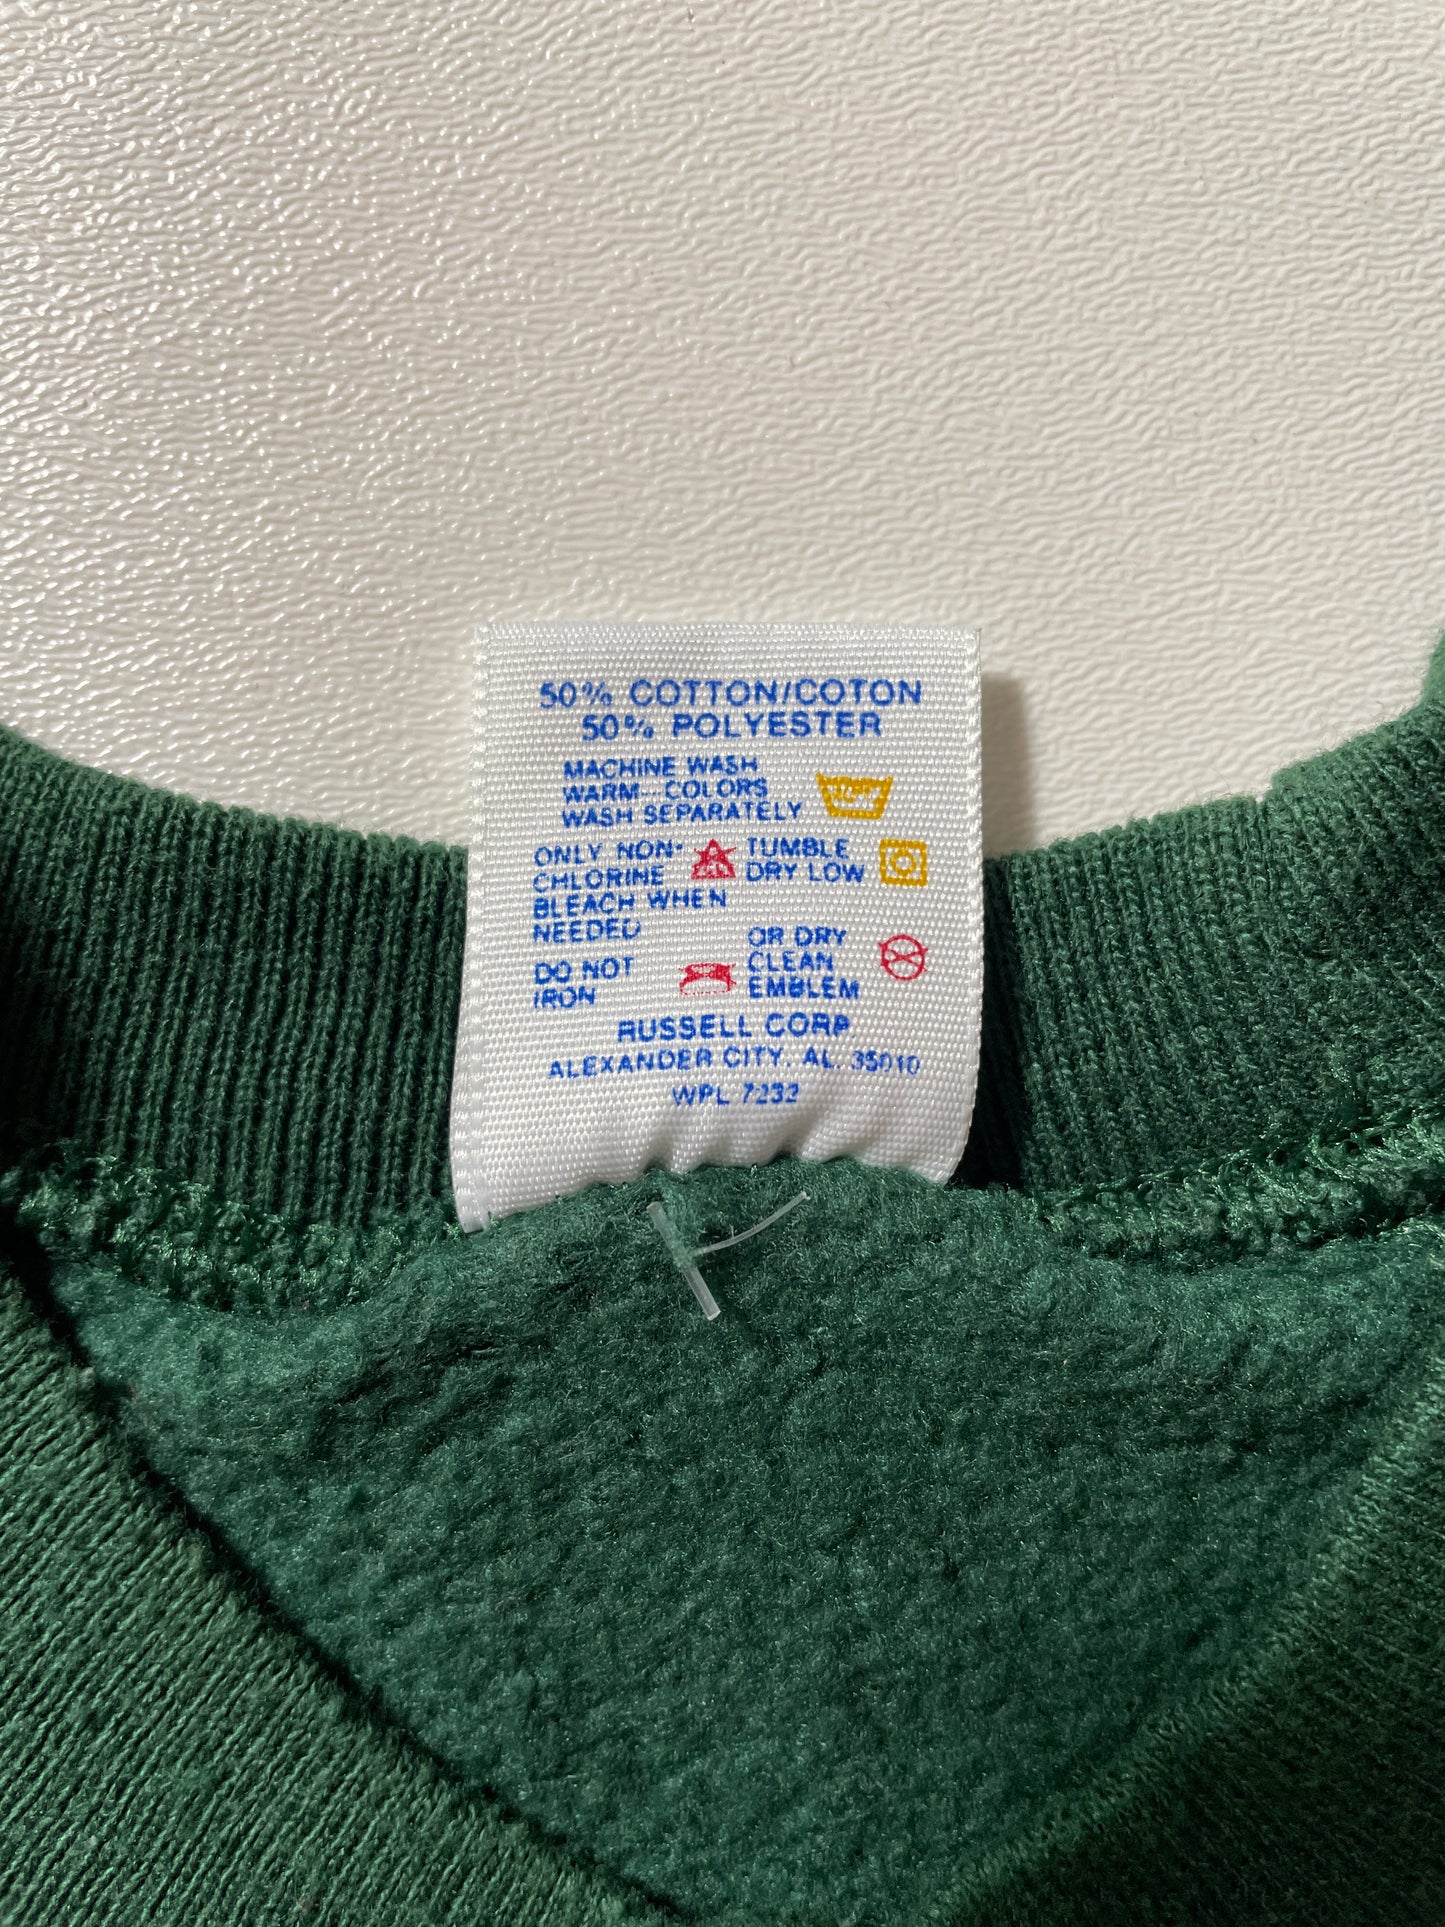 50% COTTON/COTON
50% POLYESTER
MACHINE WASH
WARM--COLORS
WASH SEPARATELY
ONLY NON-
CHLORINE
BLEACH WHEN
NEEDED
TUMBLE
DRY LOW
DO NOT
IRON
OR DRY
CLEAN
EMBLEM
RUSSELL CORP.
ALEXANDER CITY, AL. 35010
WPL 7232